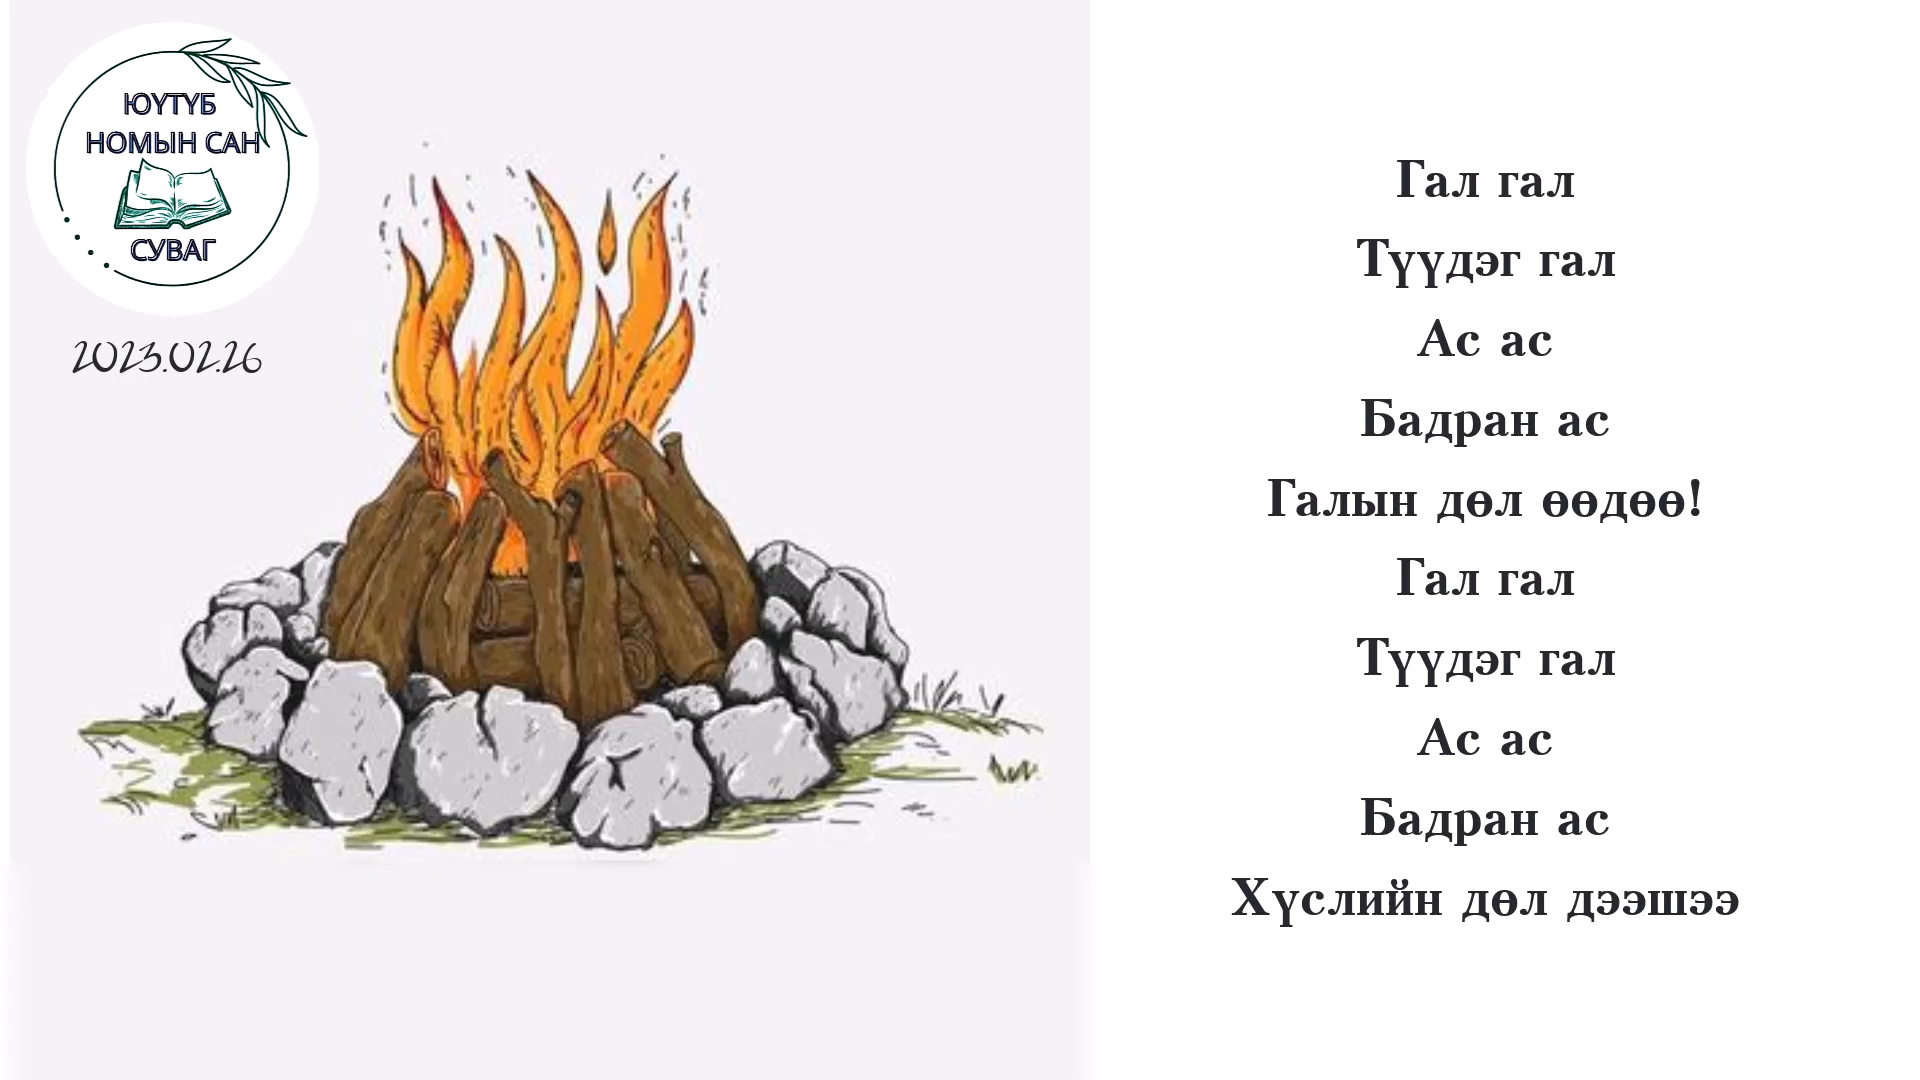 ЮҮТҮБ
НОМЫН САН
СУВАГ
2023.02.26
Гал гал
Түүдэг гал
Ас ас
Бадран ас
Галын дөл өөдөө!
Гал гал
Түүдэг гал
Ас ас
Бадран ас
Хүслийн дөл дээшээ